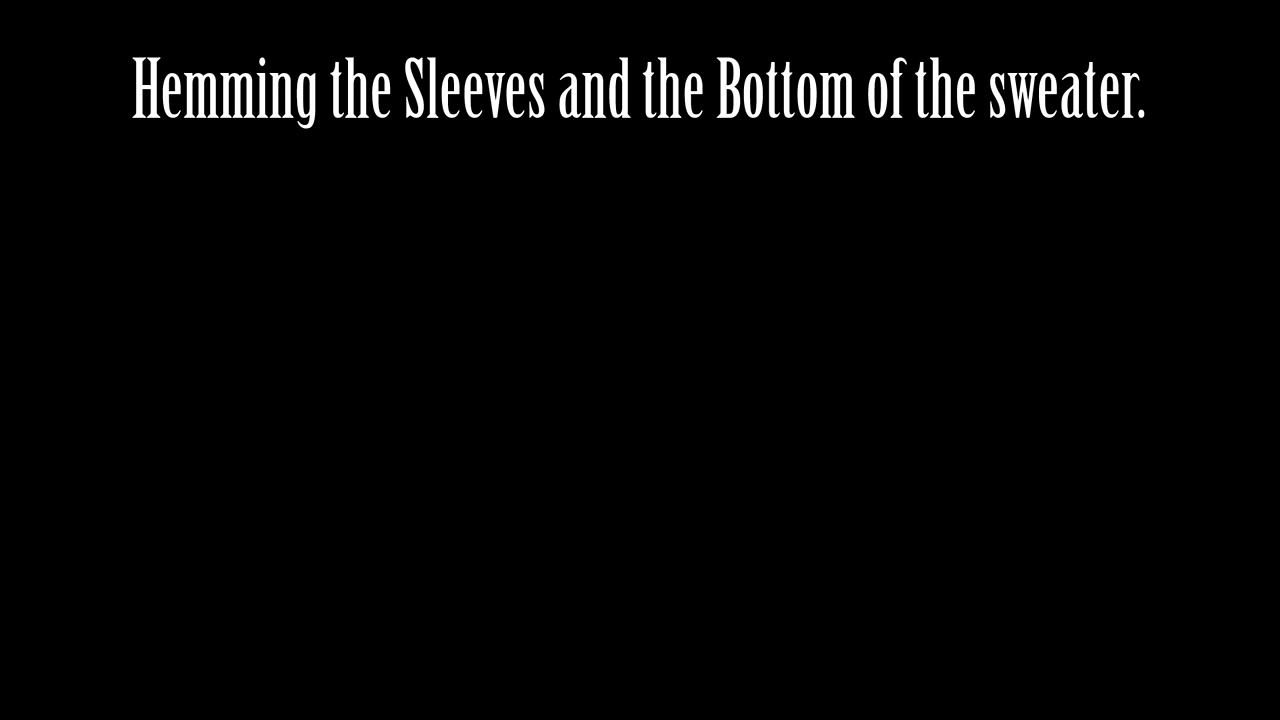 Hemming the Sleeves and the Bottom of the sweater.